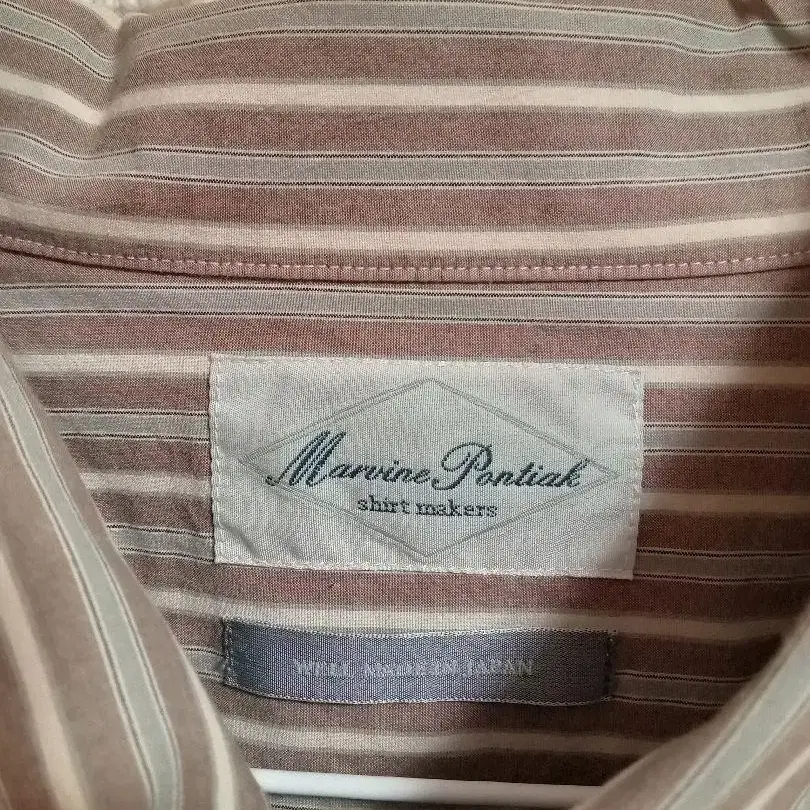 Marvine Pontiak
shirt makers
WELL MADE IN JAPAN